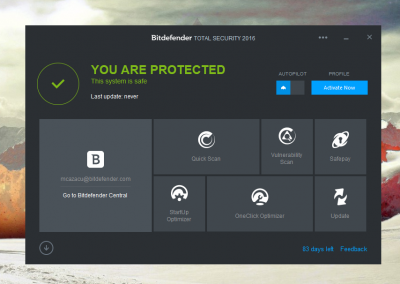 Bitdefender TOTAL SECURITY 2016
YOU ARE PROTECTED
This system is safe
Last update: never
AUTOPILOT
PROFILE
Activate Now
B
mcazacu@bitdefender.com
Go to Bitdefender Central
Quick Scan
Vulnerability
Scan
Safepay
StartUp
Optimizer
OneClick Optimizer
Update
83 days left
Feedback